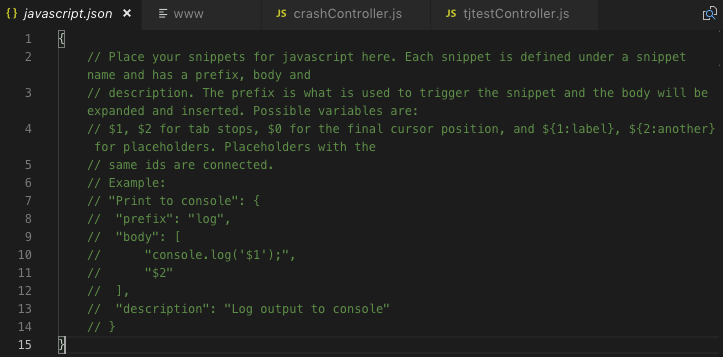 {} javascript.json × www JS crashController.js JS tjtestController.js
1 {
2 // Place your snippets for javascript here. Each snippet is defined under a snippet
name and has a prefix, body and
3 // description. The prefix is what is used to trigger the snippet and the body will be
expanded and inserted. Possible variables are:
4 // $1, $2 for tab stops, $0 for the final cursor position, and ${1:label}, ${2:another}
for placeholders. Placeholders with the
5 // same ids are connected.
6 // Example:
7 // "Print to console": {
8 // "prefix": "log",
9 // "body": [
10 // "console.log('$1');",
11 // "$2"
12 // ],
13 // "description": "Log output to console"
14 // }
15 }